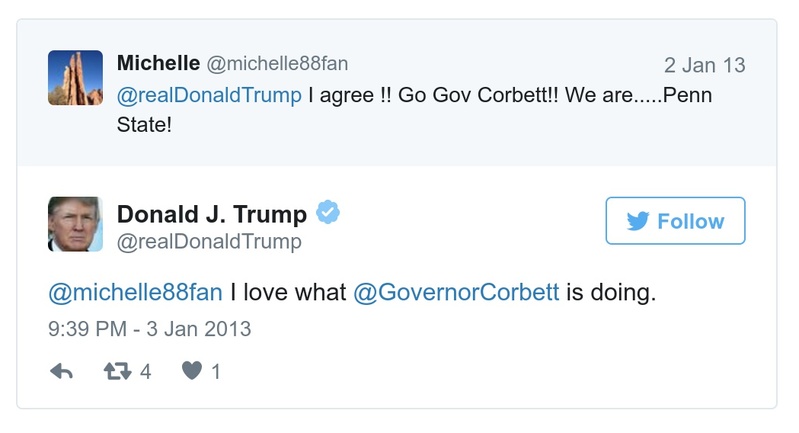 Michelle @michelle88fan 2 Jan 13
@realDonaldTrump I agree !! Go Gov Corbett!! We are.....Penn
State!
Donald J. Trump
@realDonaldTrump
Follow
@michelle88fan I love what @GovernorCorbett is doing.
9:39 PM - 3 Jan 2013
4 1